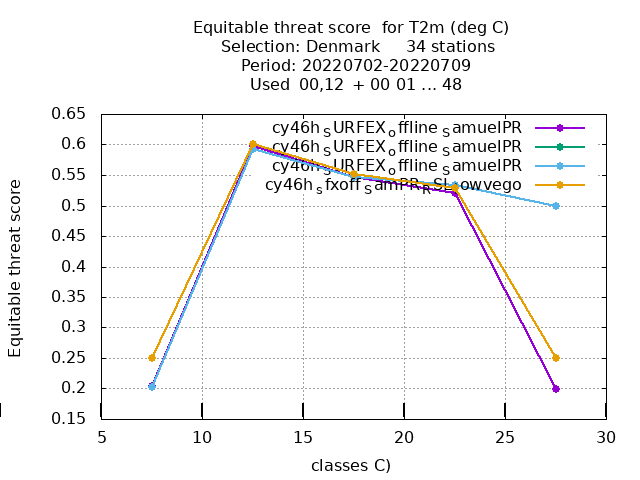 Equitable threat score for T2m (deg C)
Selection: Denmark 34 stations
Period: 20220702-20220709
Used 00,12 + 00 01 ... 48
Equitable threat score
0.65
0.6
0.55
0.5
0.45
0.4
0.35
0.3
0.25
0.2
0.15
cy46h_SURFEX_offline_SamuelPR
cy46h_SURFEX_offline_SamuelPR
cy46h_SURFEX_offline_SamuelPR
5 10 15 20 25 30
classes C)